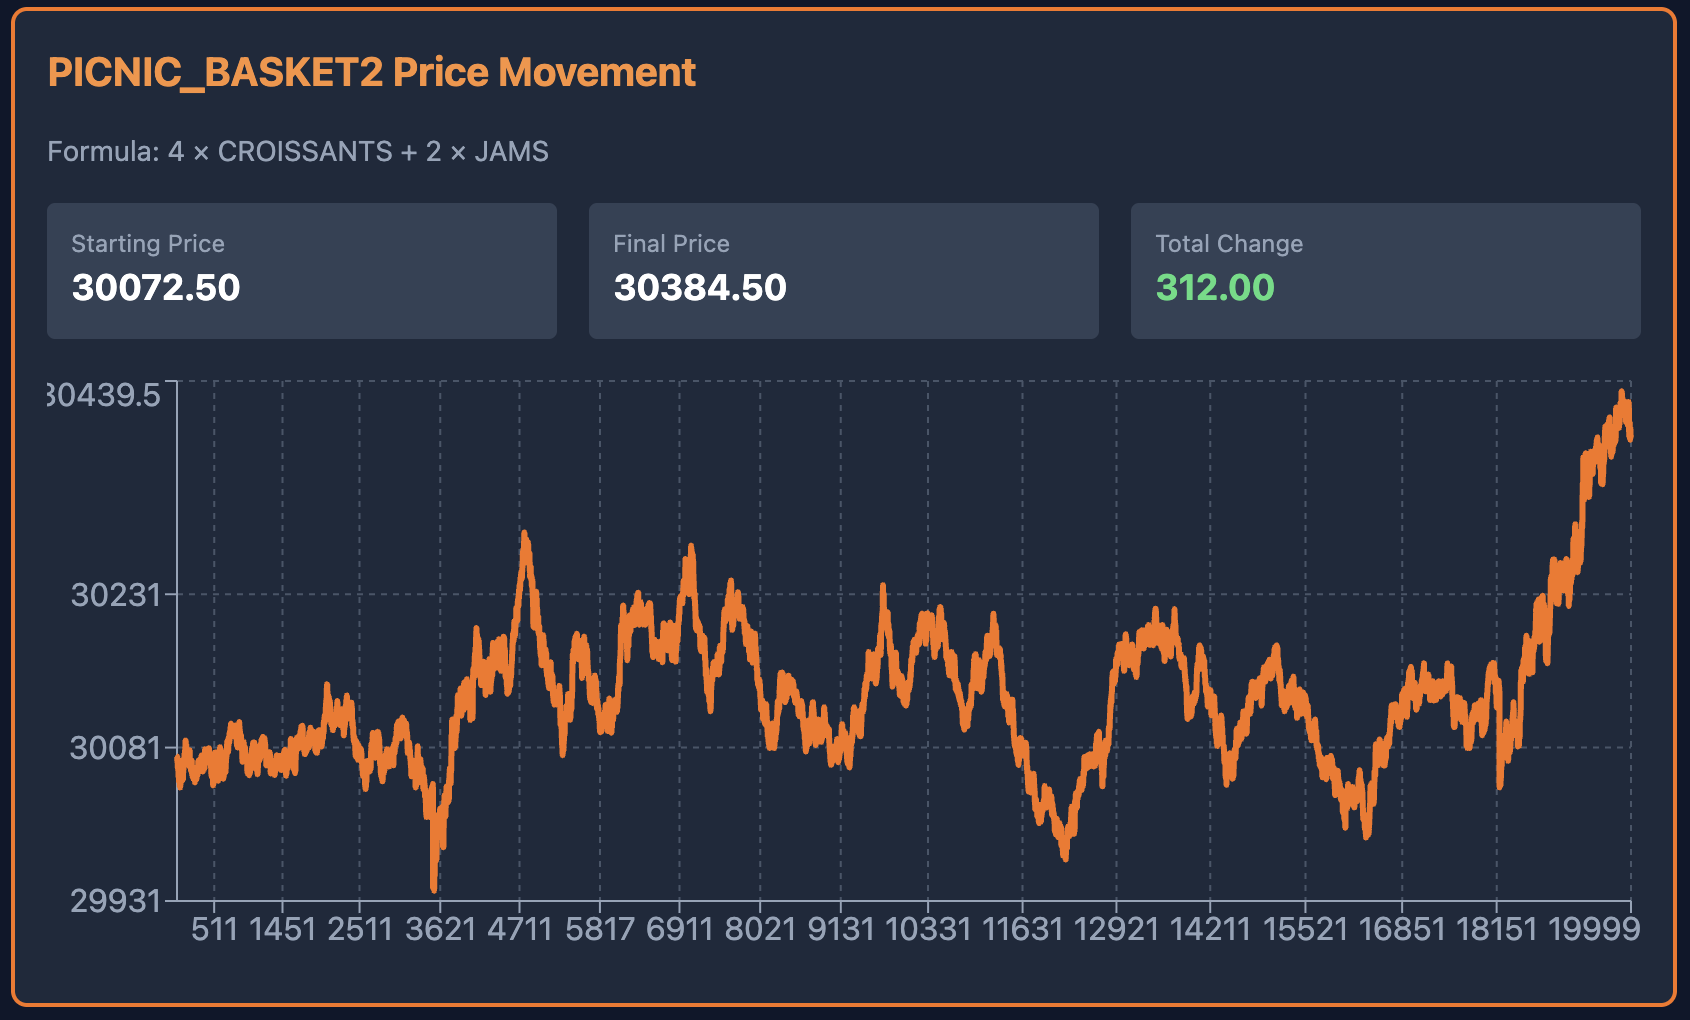 PICNIC_BASKET2 Price Movement
Formula: 4 × CROISSANTS + 2 × JAMS
Starting Price
30072.50
Final Price
30384.50
Total Change
312.00
30439.5
30231
30081
29931
511 1451 2511 3621 4711 5817 6911 8021 9131 10331 11631 12921 14211 15521 16851 18151 19999